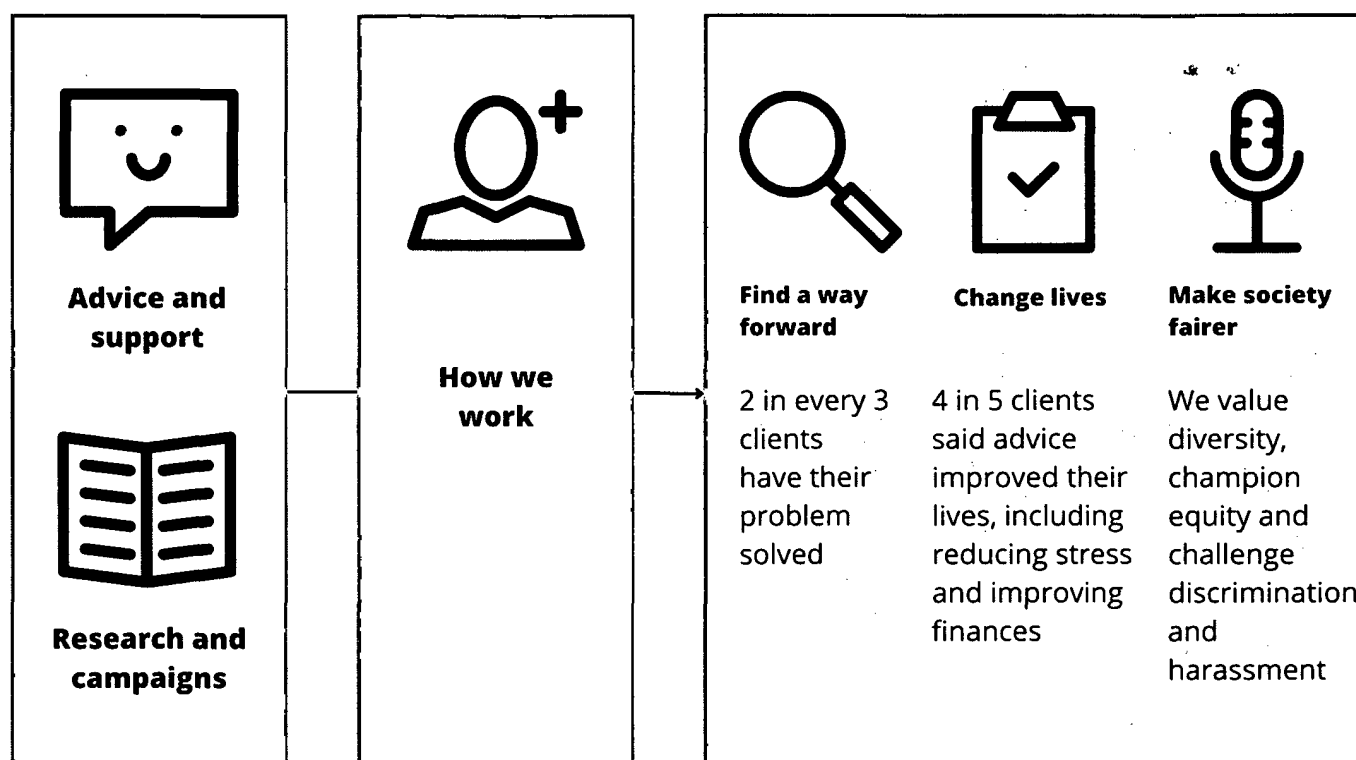 Advice and
support
Research and
campaigns
How we
work
Find a way
forward
2 in every 3
clients
have their
problem
solved
Change lives
4 in 5 clients
said advice
improved their
lives, including
reducing stress
and improving
finances
Make society
fairer
We value
diversity,
champion
equity and
challenge
discrimination
and
harassment